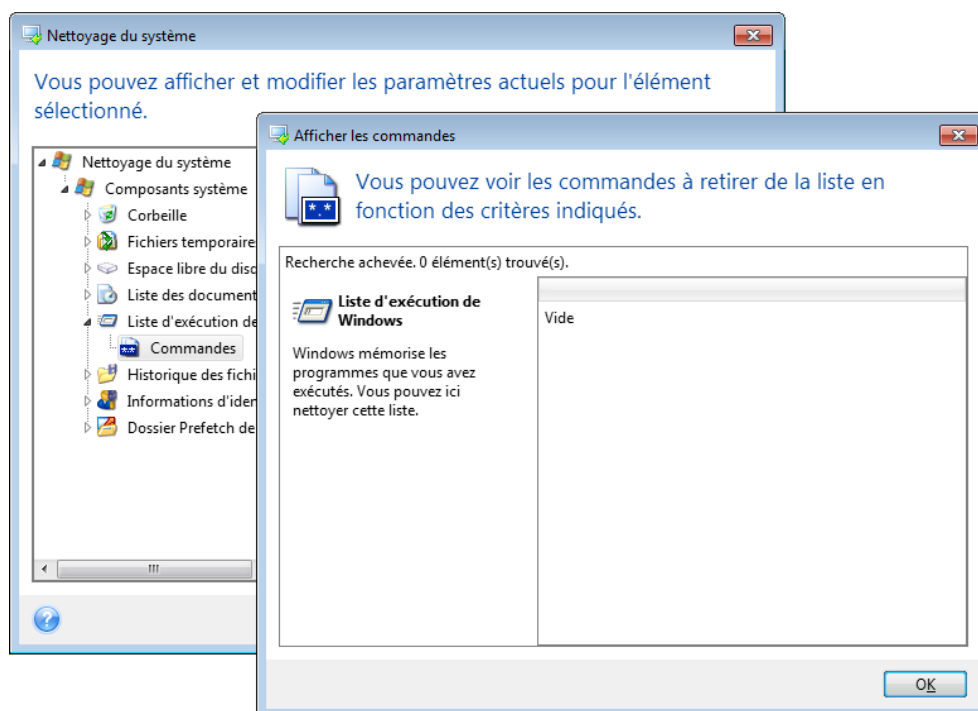 Nettoyage du système
Vous pouvez afficher et modifier les paramètres actuels pour l'élément
sélectionné.
Nettoyage du système
Composants système
Corbeille
Fichiers temporaire
Espace libre du disq
Liste des document
Liste d'exécution de
Commandes
Historique des fichi
Informations d'iden
Dossier Prefetch de
Afficher les commandes
Vous pouvez voir les commandes à retirer de la liste en
fonction des critères indiqués.
Recherche achevée. 0 élément(s) trouvé(s).
Liste d'exécution de
Windows
Windows mémorise les
programmes que vous avez
exécutés. Vous pouvez ici
nettoyer cette liste.
Vide
OK